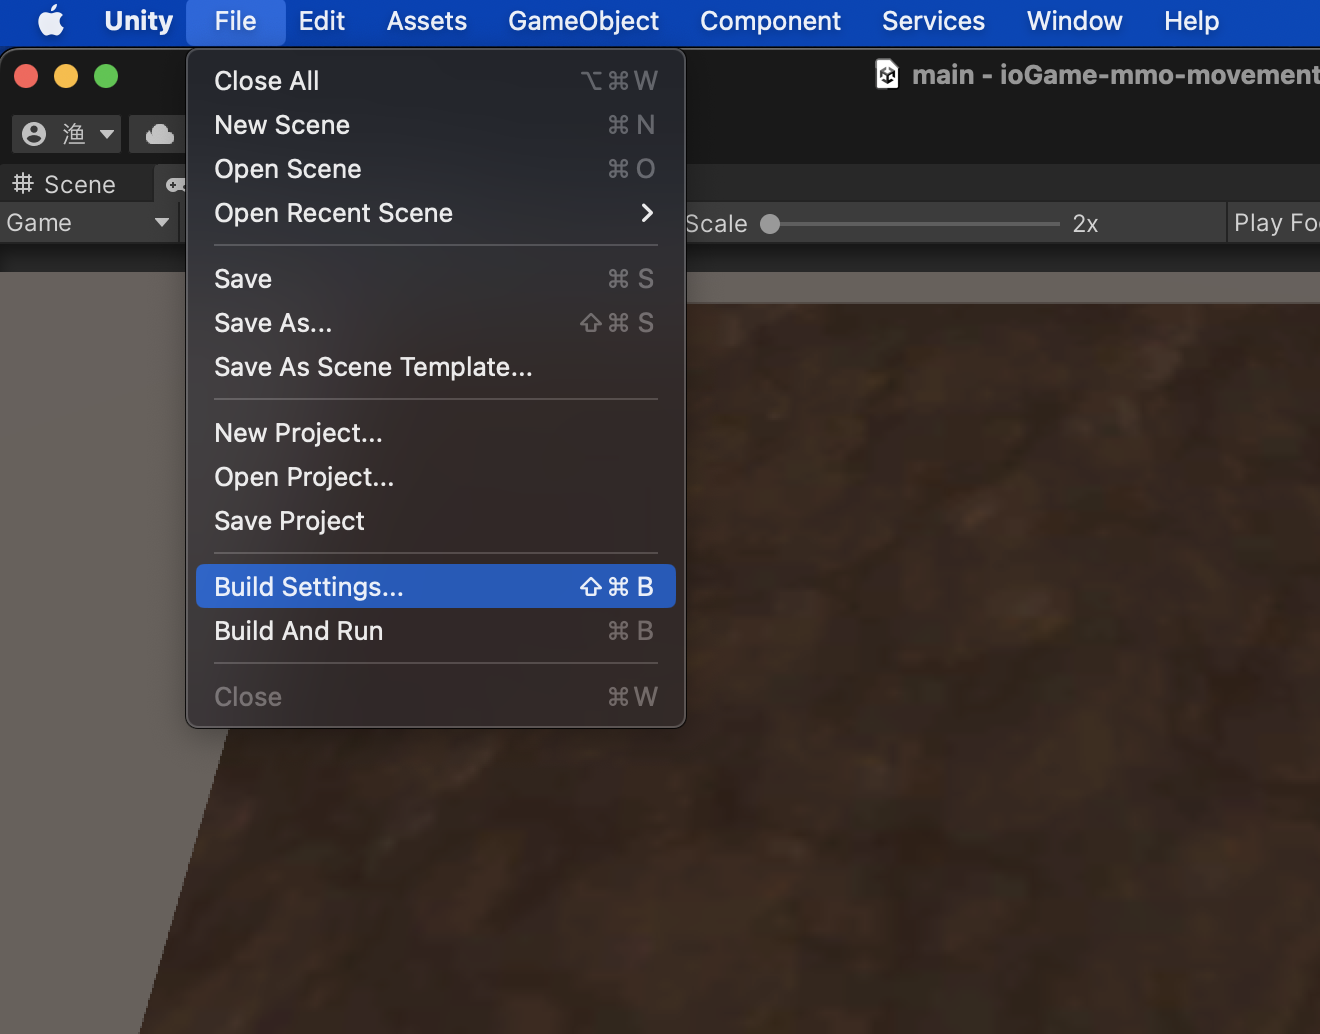 Unity File Edit Assets GameObject Component Services Window Help
main - ioGame-mmo-movement
渔
Scene
Game
Scale 2x Play Fo
Close All ⌥⌘W
New Scene ⌘N
Open Scene ⌘O
Open Recent Scene
Save ⌘S
Save As... ⇧⌘S
Save As Scene Template...
New Project...
Open Project...
Save Project
Build Settings... ⇧⌘B
Build And Run ⌘B
Close ⌘W